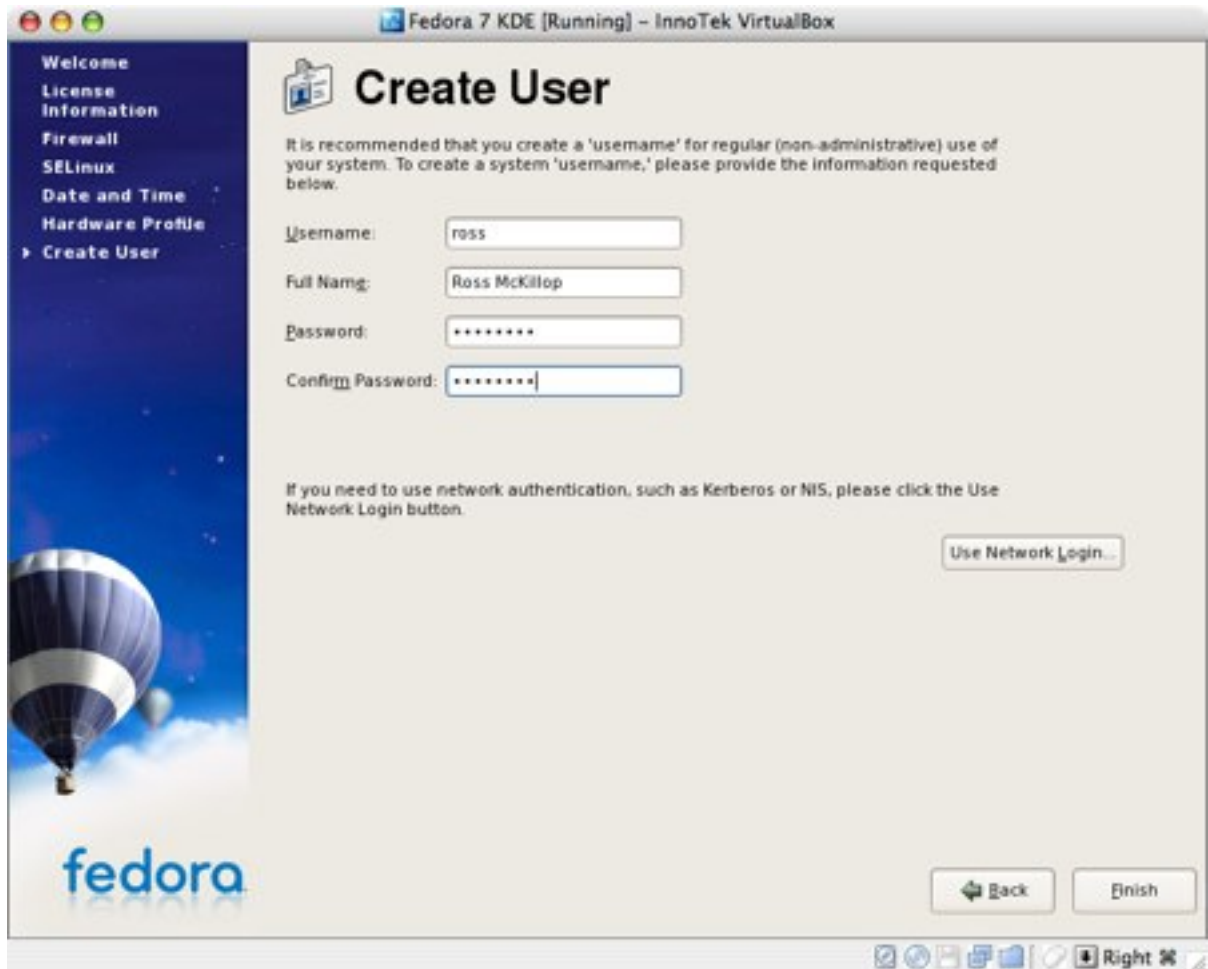 Fedora 7 KDE [Running] – InnoTek VirtualBox
Welcome
License
Information
Firewall
SELinux
Date and Time
Hardware Profile
Create User
Create User
It is recommended that you create a 'username' for regular (non-administrative) use of
your system. To create a system 'username,' please provide the information requested
below.
Username:
ross
Full Name:
Ross McKillop
Password:
••••••••
Confirm Password:
••••••••
If you need to use network authentication, such as Kerberos or NIS, please click the Use
Network Login button.
Use Network Login...
fedora
Back
Finish
Right ⌘